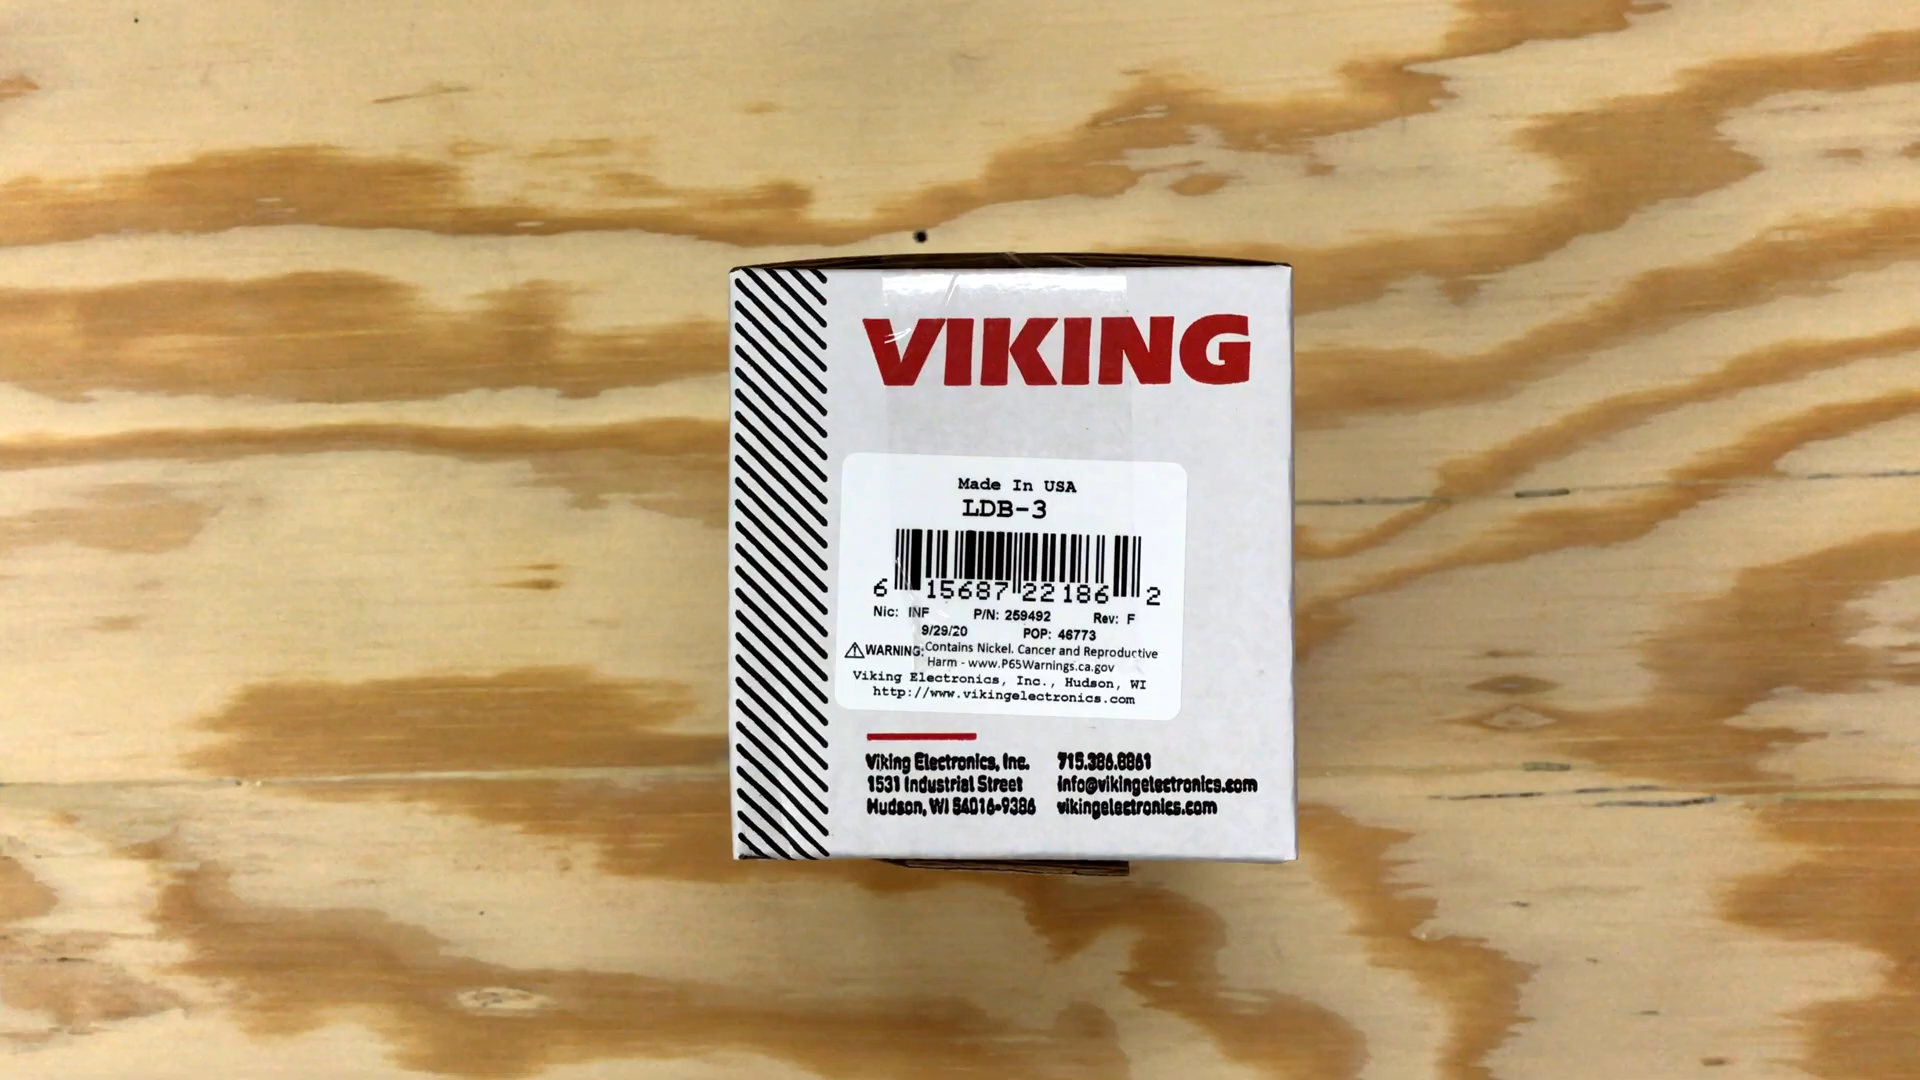 VIKING
Made In USA
LDB-3
6 15687 22186 2
Nic: INF P/N: 259492 Rev: F
9/29/20 POP: 46773
⚠WARNING: Contains Nickel. Cancer and Reproductive
Harm - www.P65Warnings.ca.gov
Viking Electronics, Inc., Hudson, WI
http://www.vikingelectronics.com
Viking Electronics, Inc. 715.386.8861
1531 Industrial Street info@vikingelectronics.com
Hudson, WI 54016-9386 vikingelectronics.com